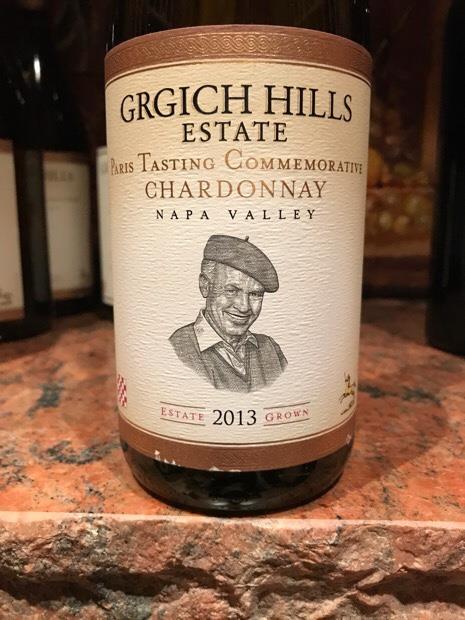 GRGICH HILLS
ESTATE
PARIS TASTING COMMEMORATIVE
CHARDONNAY
NAPA VALLEY
ESTATE 2013 GROWN